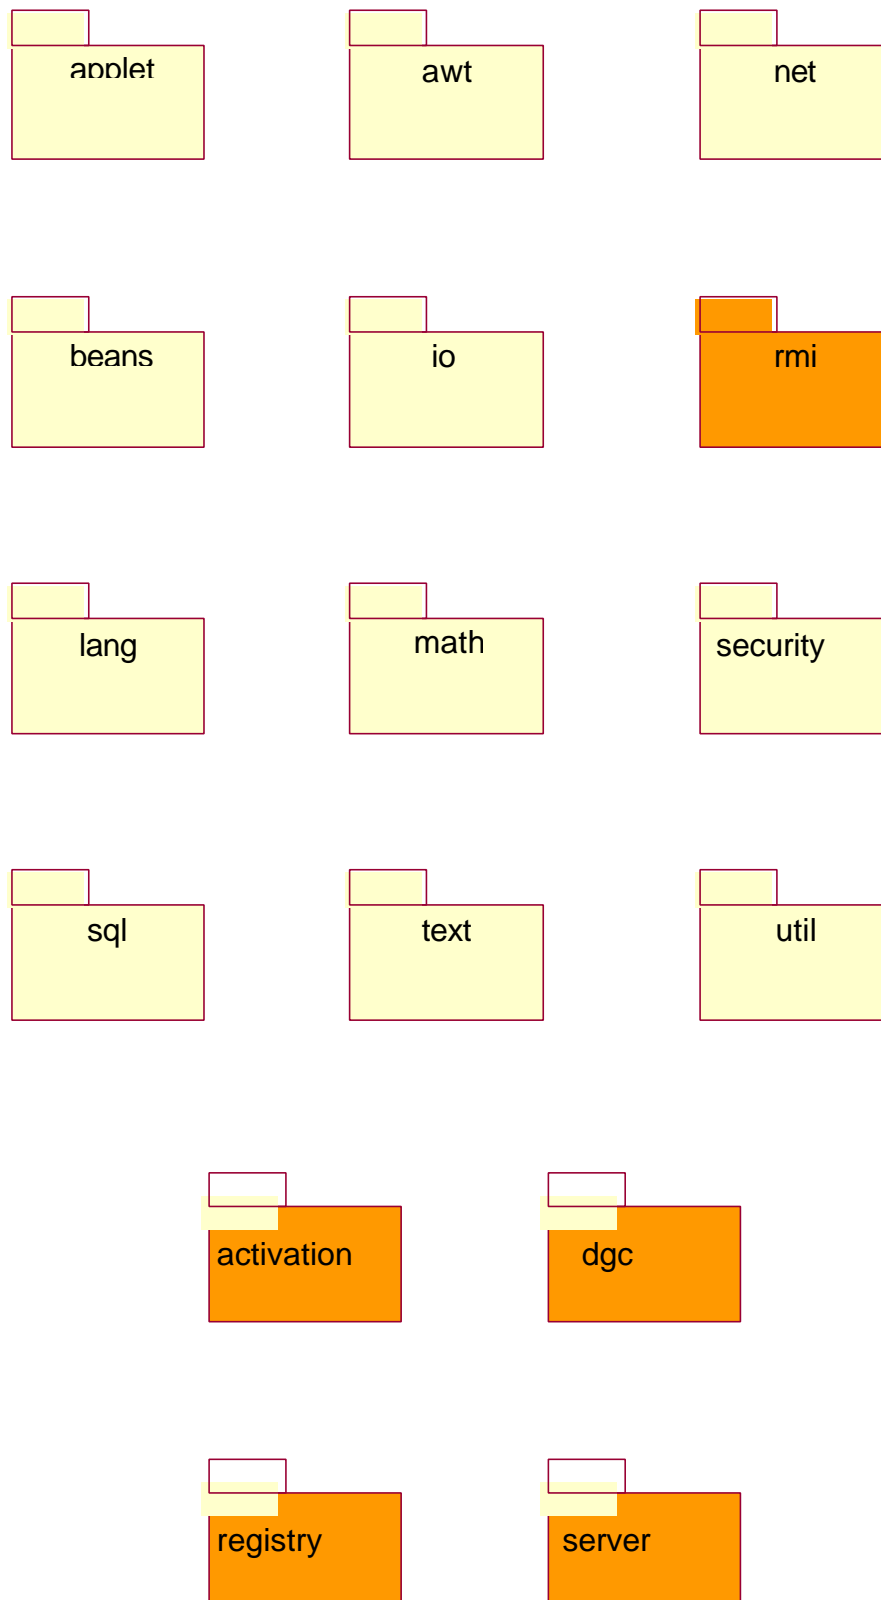 applet
awt
net
beans
io
rmi
lang
math
security
sql
text
util
activation
dgc
registry
server